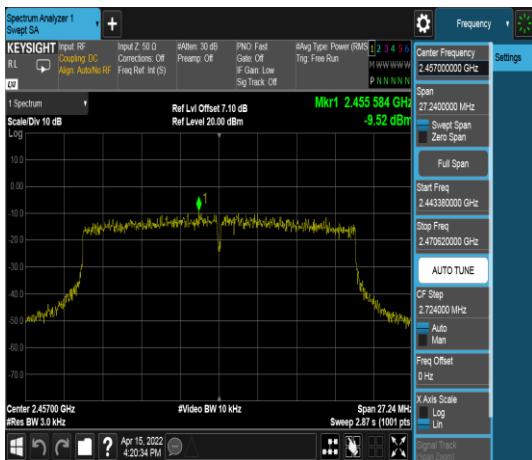 Spectrum Analyzer 1
Swept SA
+
Frequency
KEYSIGHT
RL
Input: RF
Coupling: DC
Align: Auto/No RF
Input Z: 50 Ω
Corrections: Off
Freq Ref: Int (S)
#Atten: 30 dB
Preamp: Off
PNO: Fast
Gate: Off
IF Gain: Low
Sig Track: Off
#Avg Type: Power (RMS
Trig: Free Run
1 2 3 4 5 6
M W W W W W
P N N N N N
LXI
1 Spectrum
Scale/Div 10 dB
Log
Ref Lvl Offset 7.10 dB
Ref Level 20.00 dBm
Mkr1 2.455 584 GHz
-9.52 dBm
1
10.0
0.00
-10.0
-20.0
-30.0
-40.0
-50.0
-60.0
-70.0
Center 2.45700 GHz
#Res BW 3.0 kHz
#Video BW 10 kHz
Span 27.24 MHz
Sweep 2.87 s (1001 pts)
?
Apr 15, 2022
4:20:34 PM
Center Frequency
2.457000000 GHz
Settings
Span
27.2400000 MHz
Swept Span
Zero Span
Full Span
Start Freq
2.443380000 GHz
Stop Freq
2.470620000 GHz
AUTO TUNE
CF Step
2.724000 MHz
Auto
Man
Freq Offset
0 Hz
X Axis Scale
Log
Lin
Signal Track
(Span Zoom)